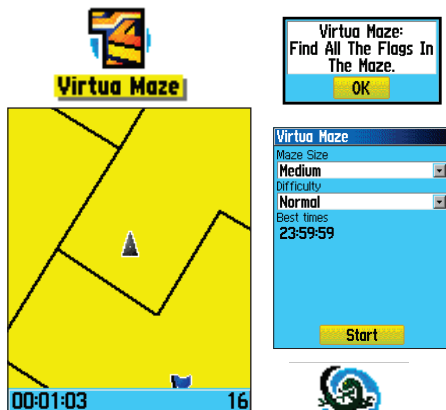 Virtua Maze
00:01:03 16
Virtua Maze:
Find All The Flags In
The Maze.
OK
Virtua Maze
Maze Size
Medium
Difficulty
Normal
Best times
23:59:59
Start